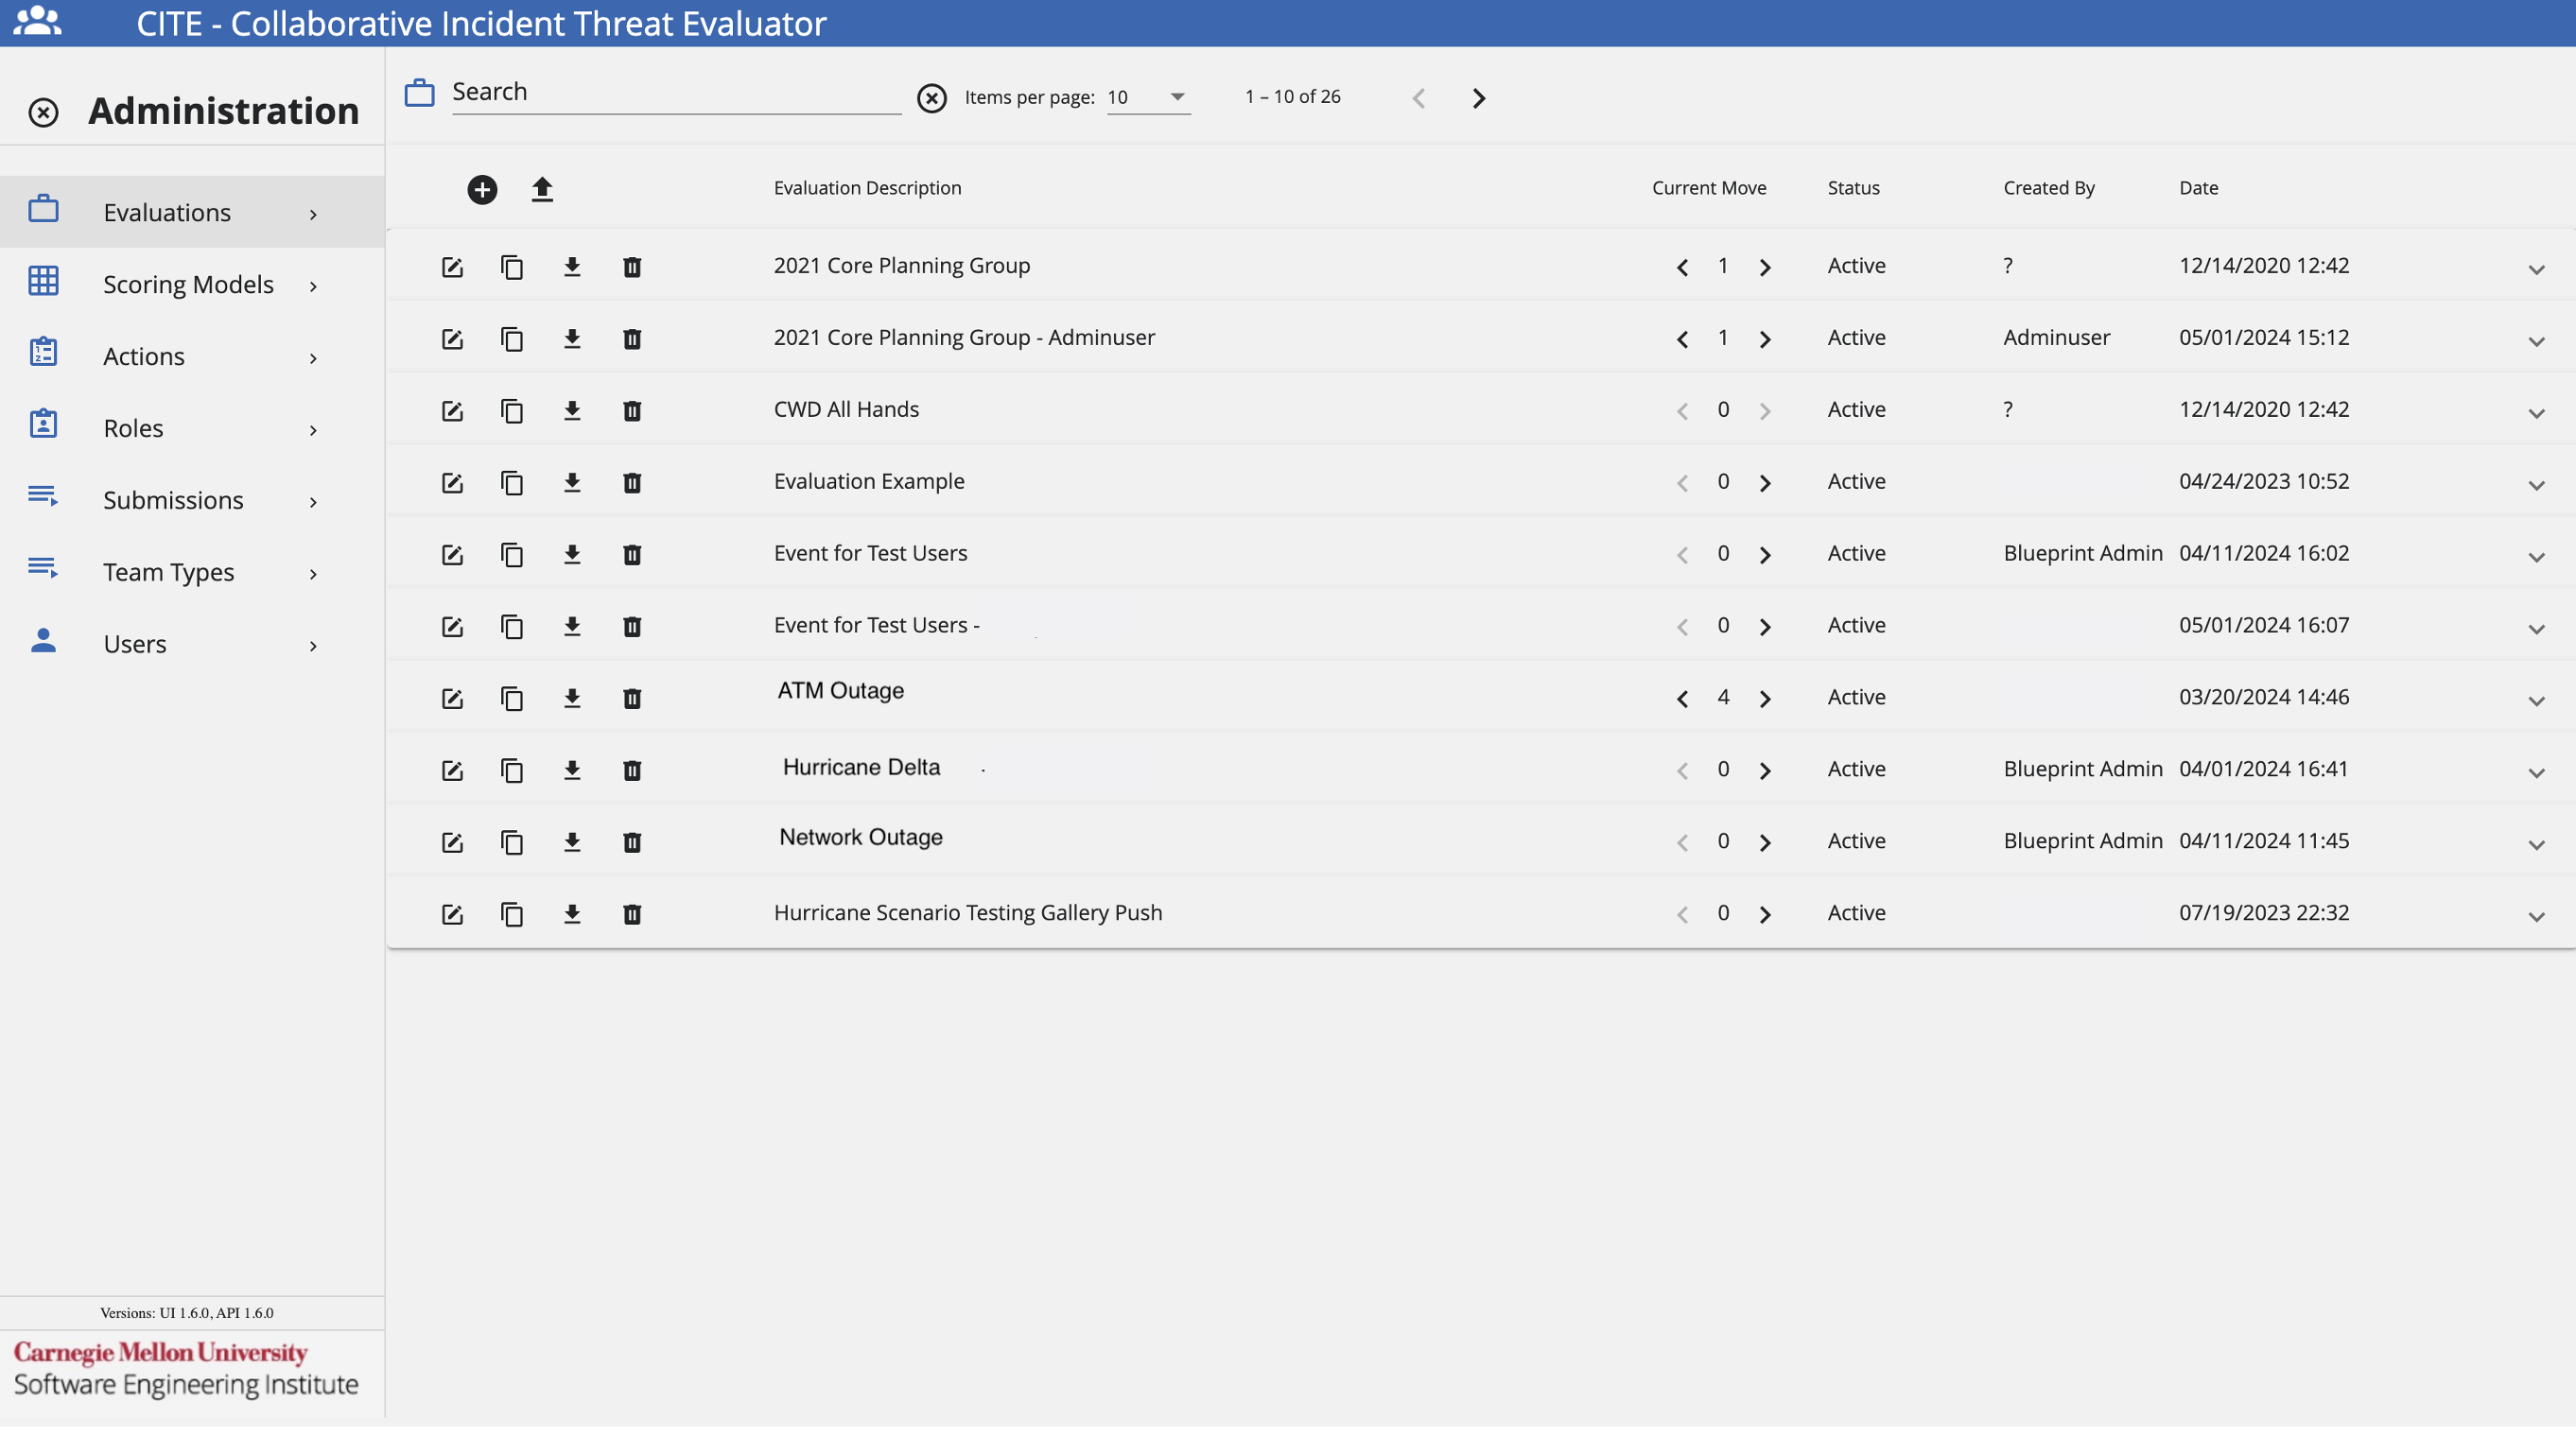 CITE - Collaborative Incident Threat Evaluator
Administration
Evaluations
Scoring Models
Actions
Roles
Submissions
Team Types
Users
Versions: UI 1.6.0, API 1.6.0
Carnegie Mellon University
Software Engineering Institute
Search Items per page: 10 1 – 10 of 26
Evaluation Description Current Move Status Created By Date
2021 Core Planning Group 1 Active ? 12/14/2020 12:42
2021 Core Planning Group - Adminuser 1 Active Adminuser 05/01/2024 15:12
CWD All Hands 0 Active ? 12/14/2020 12:42
Evaluation Example 0 Active 04/24/2023 10:52
Event for Test Users 0 Active Blueprint Admin 04/11/2024 16:02
Event for Test Users - 0 Active 05/01/2024 16:07
ATM Outage 4 Active 03/20/2024 14:46
Hurricane Delta 0 Active Blueprint Admin 04/01/2024 16:41
Network Outage 0 Active Blueprint Admin 04/11/2024 11:45
Hurricane Scenario Testing Gallery Push 0 Active 07/19/2023 22:32